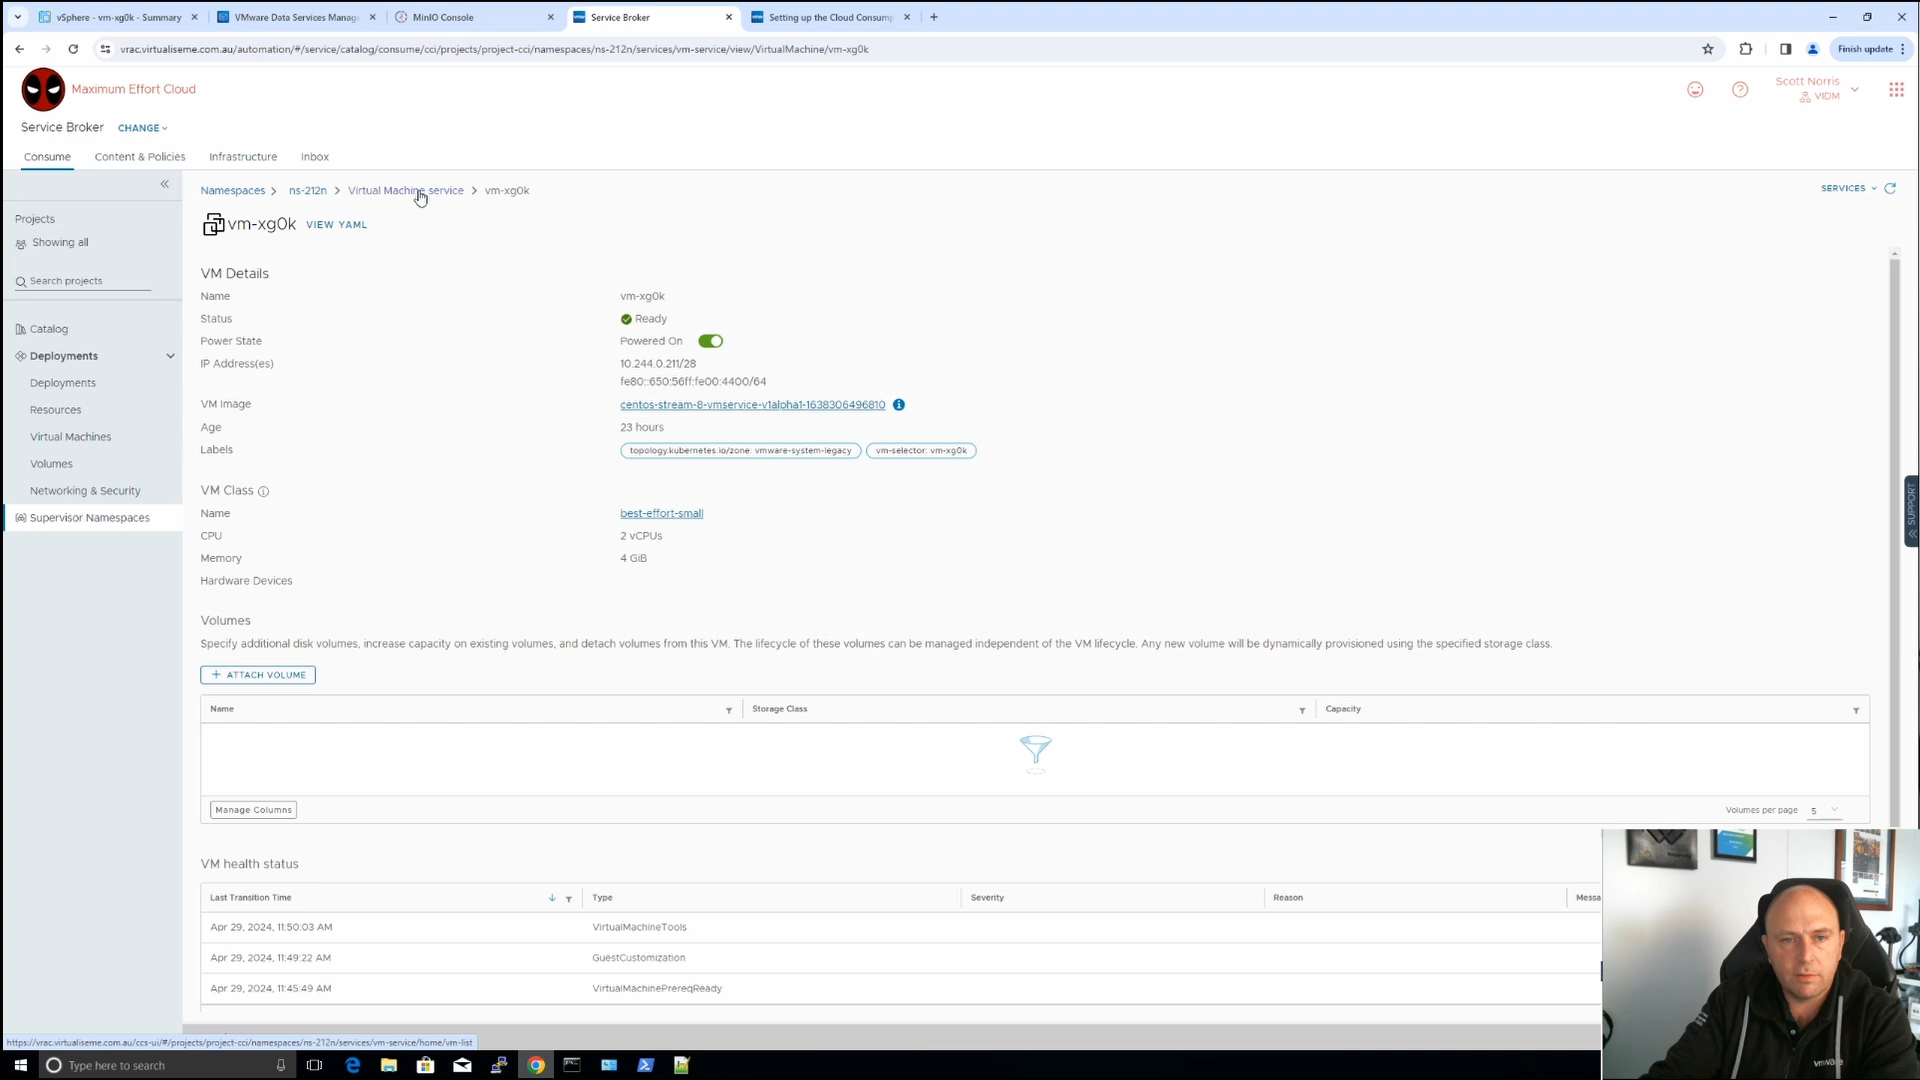 vSphere - vm-xg0k - Summary
VMware Data Services Manage
MinIO Console
Service Broker
Setting up the Cloud Consump
vrac.virtualiseme.com.au/automation/#/service/catalog/consume/cci/projects/project-cci/namespaces/ns-212n/services/vm-service/view/VirtualMachine/vm-xg0k
Finish update
Maximum Effort Cloud
Scott Norris
VIDM
Service Broker
CHANGE
Consume
Content & Policies
Infrastructure
Inbox
Namespaces > ns-212n > Virtual Machine service > vm-xg0k
SERVICES
Projects
Showing all
Search projects
Catalog
Deployments
Deployments
Resources
Virtual Machines
Volumes
Networking & Security
Supervisor Namespaces
vm-xg0k
VIEW YAML
VM Details
Name
vm-xg0k
Status
Ready
Power State
Powered On
IP Address(es)
10.244.0.211/28
fe80::650:56ff:fe00:4400/64
VM Image
centos-stream-8-vmservice-v1alpha1-1638306496810
Age
23 hours
Labels
topology.kubernetes.io/zone: vmware-system-legacy
vm-selector: vm-xg0k
VM Class
Name
best-effort-small
CPU
2 vCPUs
Memory
4 GiB
Hardware Devices
Volumes
Specify additional disk volumes, increase capacity on existing volumes, and detach volumes from this VM. The lifecycle of these volumes can be managed independent of the VM lifecycle. Any new volume will be dynamically provisioned using the specified storage class.
+ ATTACH VOLUME
Name
Storage Class
Capacity
Manage Columns
Volumes per page 5
VM health status
Last Transition Time
Type
Severity
Reason
Messa
Apr 29, 2024, 11:50:03 AM
VirtualMachineTools
Apr 29, 2024, 11:49:22 AM
GuestCustomization
Apr 29, 2024, 11:45:49 AM
VirtualMachinePrereqReady
SUPPORT
https://vrac.virtualiseme.com.au/ccs-ui/#/projects/project-cci/namespaces/ns-212n/services/vm-service/home/vm-list
Type here to search
vmware